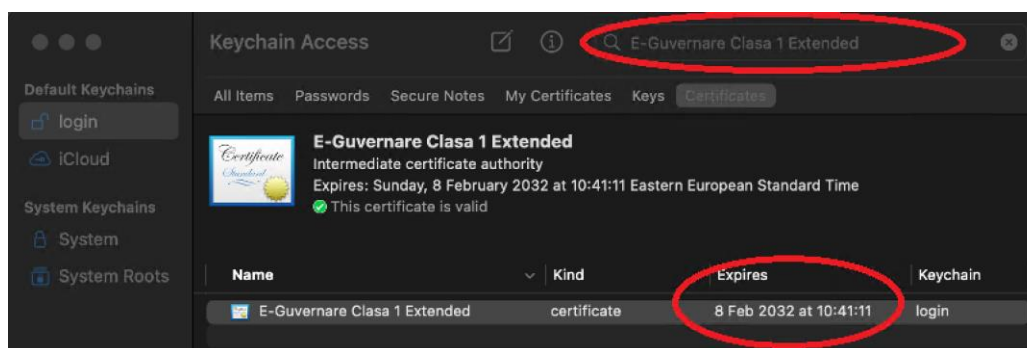 Keychain Access
E-Guvernare Clasa 1 Extended
Default Keychains
login
iCloud
System Keychains
System
System Roots
All Items Passwords Secure Notes My Certificates Keys Certificates
Certificate
Standard
E-Guvernare Clasa 1 Extended
Intermediate certificate authority
Expires: Sunday, 8 February 2032 at 10:41:11 Eastern European Standard Time
This certificate is valid
Name Kind Expires Keychain
E-Guvernare Clasa 1 Extended certificate 8 Feb 2032 at 10:41:11 login